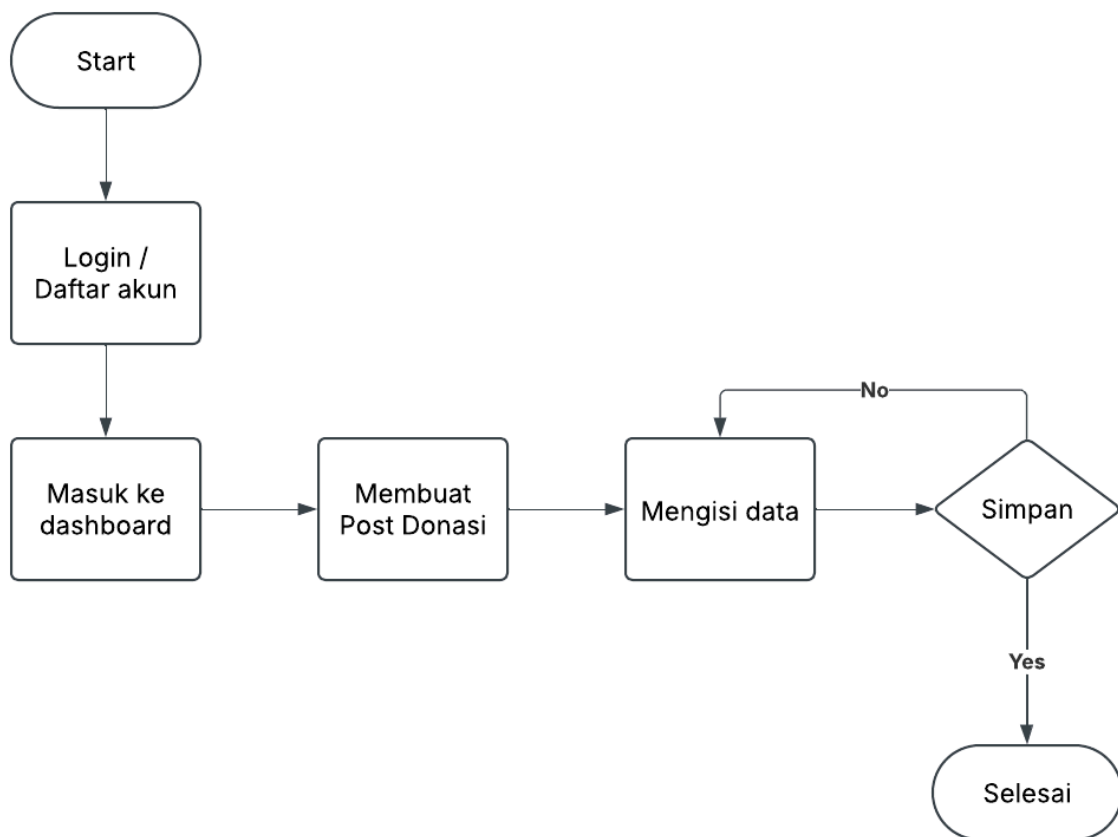 Start
Login /
Daftar akun
Masuk ke
dashboard
Membuat
Post Donasi
Mengisi data
No
Simpan
Yes
Selesai